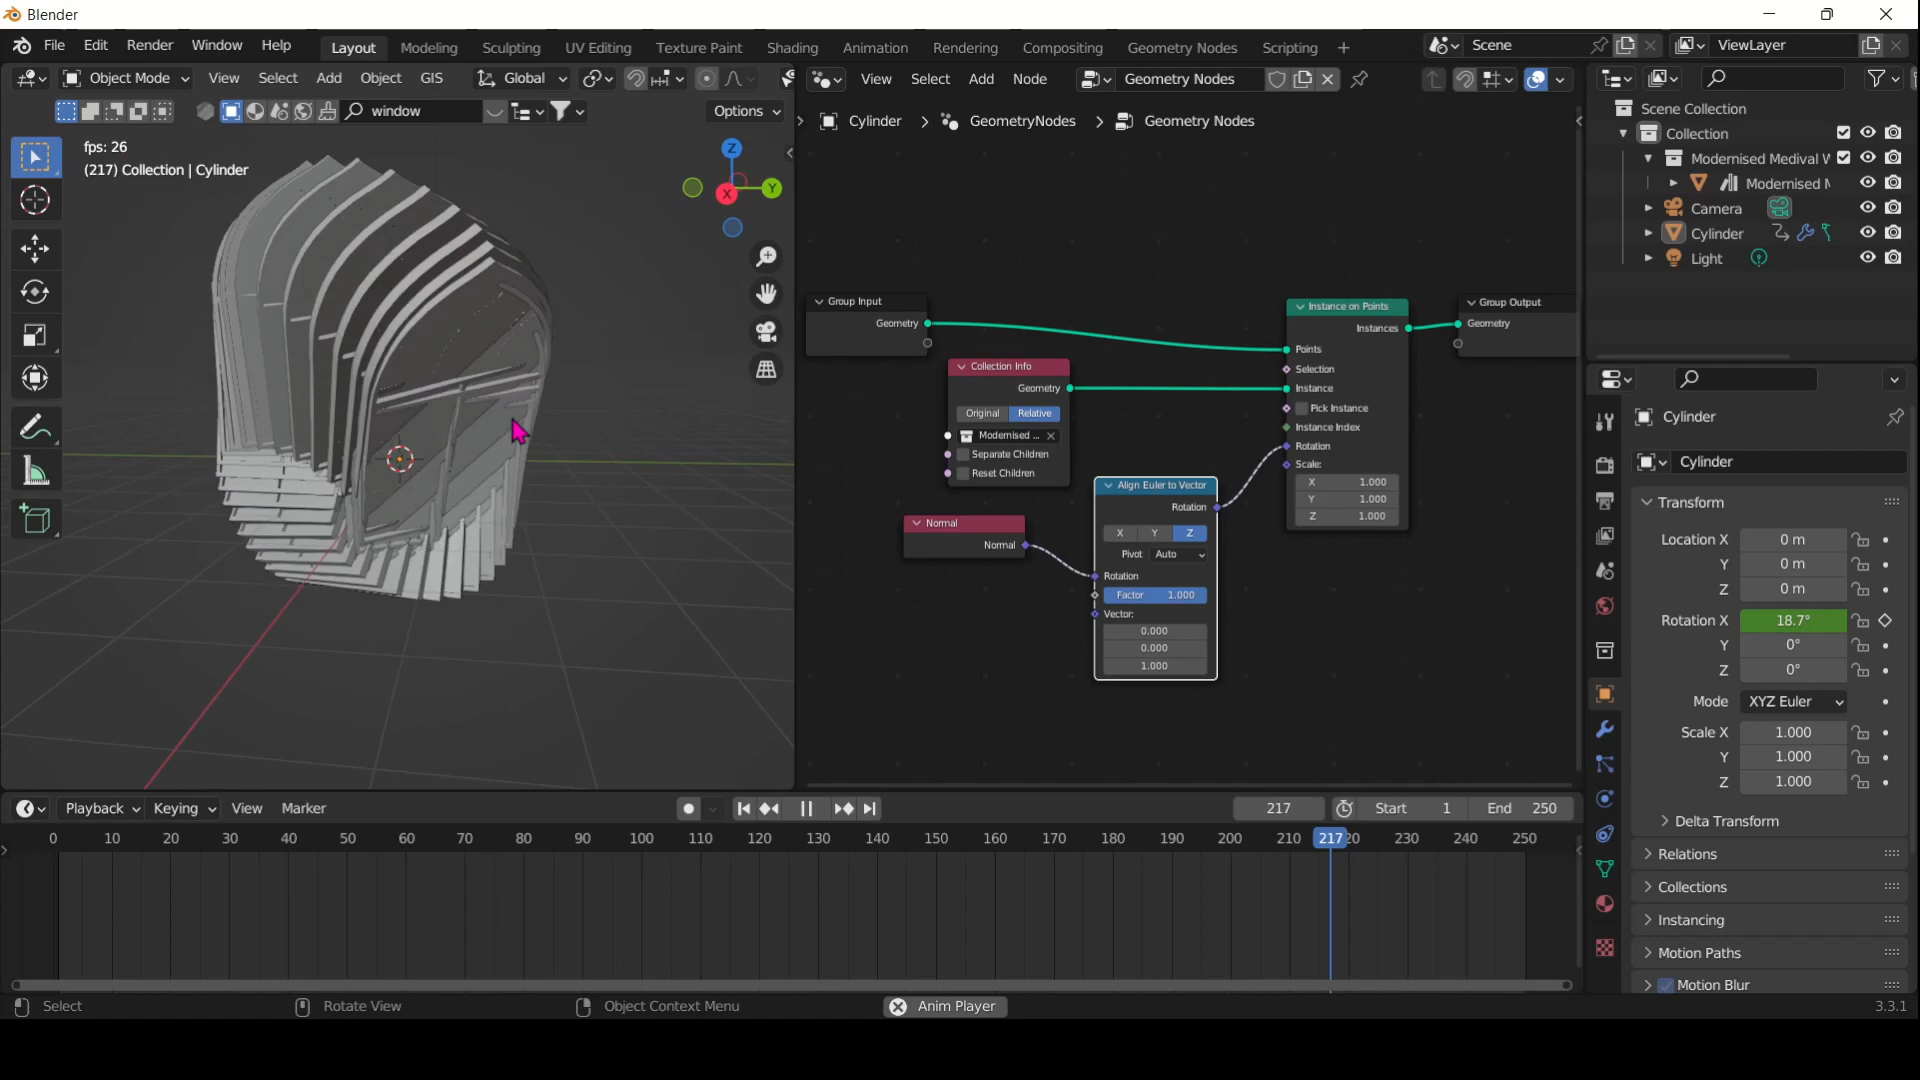 Blender
File Edit Render Window Help Layout Modeling Sculpting UV Editing Texture Paint Shading Animation Rendering Compositing Geometry Nodes Scripting + Scene ViewLayer
Object Mode View Select Add Object GIS Global
window Options
fps: 26
(217) Collection | Cylinder
Z
X
Y
View Select Add Node Geometry Nodes
Cylinder > GeometryNodes > Geometry Nodes
Group Input
Geometry
Collection Info
Geometry
Original Relative
Modernised ...
Separate Children
Reset Children
Normal
Normal
Align Euler to Vector
Rotation
X Y Z
Pivot Auto
Rotation
Factor 1.000
Vector:
0.000
0.000
1.000
Instance on Points
Instances
Points
Selection
Instance
Pick Instance
Instance Index
Rotation
Scale:
X 1.000
Y 1.000
Z 1.000
Group Output
Geometry
Scene Collection
Collection
Modernised Medival
Modernised
Camera
Cylinder
Light
Cylinder
Cylinder
Transform
Location X 0 m
Y 0 m
Z 0 m
Rotation X 18.7°
Y 0°
Z 0°
Mode XYZ Euler
Scale X 1.000
Y 1.000
Z 1.000
Delta Transform
Relations
Collections
Instancing
Motion Paths
Motion Blur
Playback Keying View Marker 217 Start 1 End 250
0 10 20 30 40 50 60 70 80 90 100 110 120 130 140 150 160 170 180 190 200 210 217 230 240 250
Select Rotate View Object Context Menu Anim Player 3.3.1